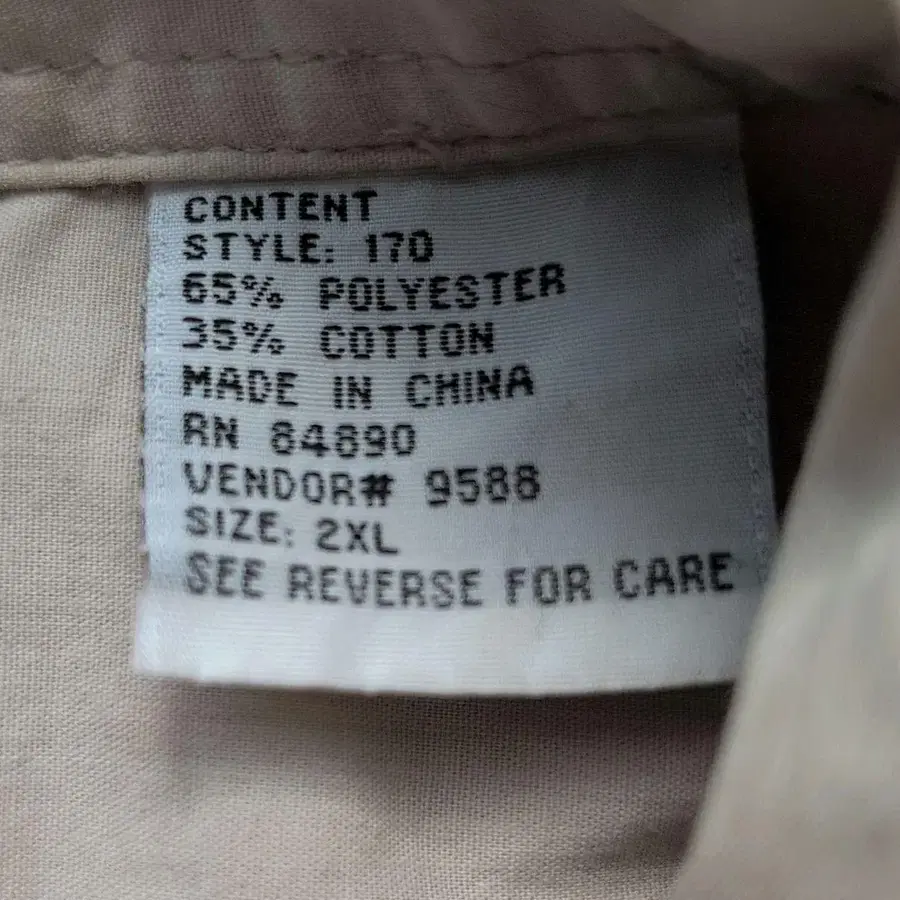 CONTENT
STYLE: 170
65% POLYESTER
35% COTTON
MADE IN CHINA
RN 84890
VENDOR# 9588
SIZE: 2XL
SEE REVERSE FOR CARE